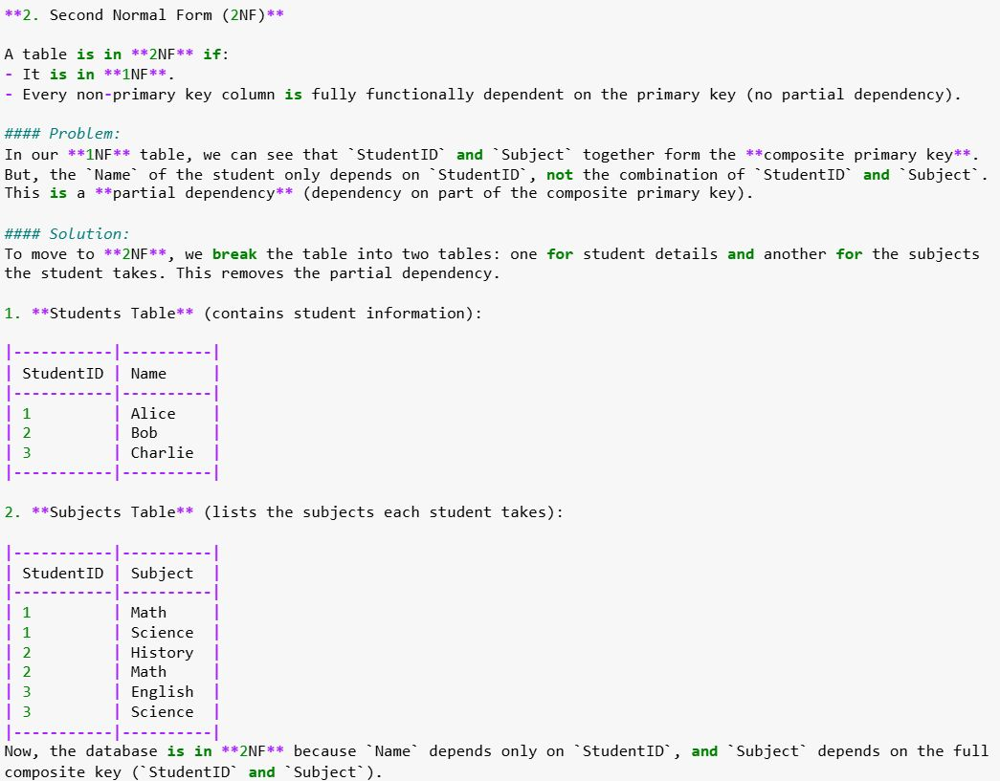 **2. Second Normal Form (2NF)**
A table is in **2NF** if:
- It is in **1NF**.
- Every non-primary key column is fully functionally dependent on the primary key (no partial dependency).
#### Problem:
In our **1NF** table, we can see that `StudentID` and `Subject` together form the **composite primary key**.
But, the `Name` of the student only depends on `StudentID`, not the combination of `StudentID` and `Subject`.
This is a **partial dependency** (dependency on part of the composite primary key).
#### Solution:
To move to **2NF**, we break the table into two tables: one for student details and another for the subjects
the student takes. This removes the partial dependency.
1. **Students Table** (contains student information):
|-----------|----------|
| StudentID | Name     |
|-----------|----------|
| 1         | Alice    |
| 2         | Bob      |
| 3         | Charlie  |
|-----------|----------|
2. **Subjects Table** (lists the subjects each student takes):
|-----------|----------|
| StudentID | Subject  |
|-----------|----------|
| 1         | Math     |
| 1         | Science  |
| 2         | History  |
| 2         | Math     |
| 3         | English  |
| 3         | Science  |
|-----------|----------|
Now, the database is in **2NF** because `Name` depends only on `StudentID`, and `Subject` depends on the full
composite key (`StudentID` and `Subject`).